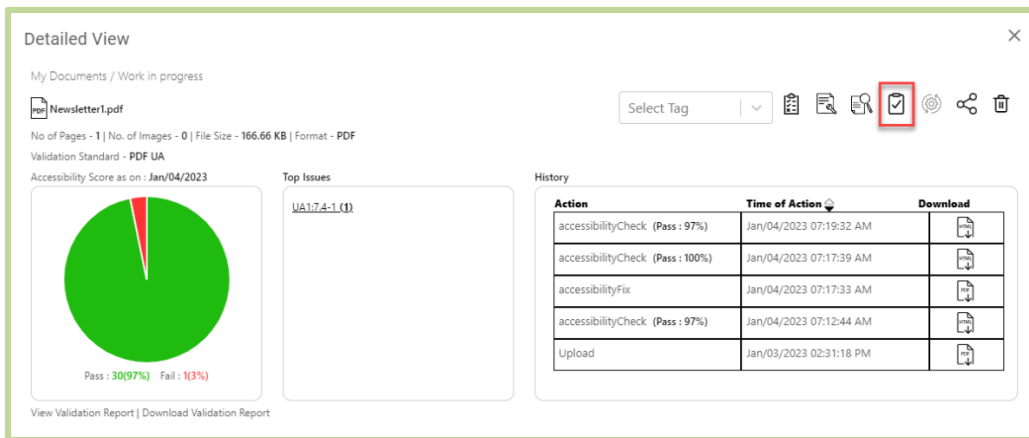 Detailed View
My Documents / Work in progress
PDF Newsletter1.pdf
Select Tag
No of Pages - 1 | No. of Images - 0 | File Size - 166.66 KB | Format - PDF
Validation Standard - PDF UA
Accessibility Score as on : Jan/04/2023
Pass : 30(97%) Fail : 1(3%)
Top Issues
UA1:7.4-1 (1)
History
Action Time of Action Download
accessibilityCheck (Pass : 97%) Jan/04/2023 07:19:32 AM HTML
accessibilityCheck (Pass : 100%) Jan/04/2023 07:17:39 AM HTML
accessibilityFix Jan/04/2023 07:17:33 AM PDF
accessibilityCheck (Pass : 97%) Jan/04/2023 07:12:44 AM HTML
Upload Jan/03/2023 02:31:18 PM PDF
View Validation Report | Download Validation Report